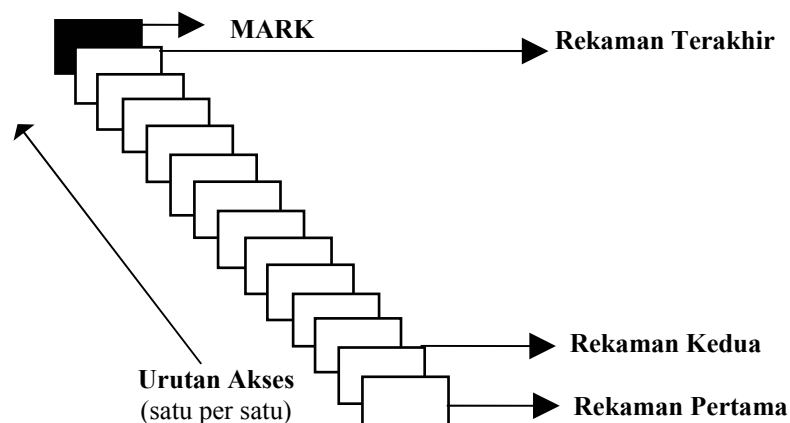 MARK
Rekaman Terakhir
Rekaman Kedua
Urutan Akses
(satu per satu)
Rekaman Pertama